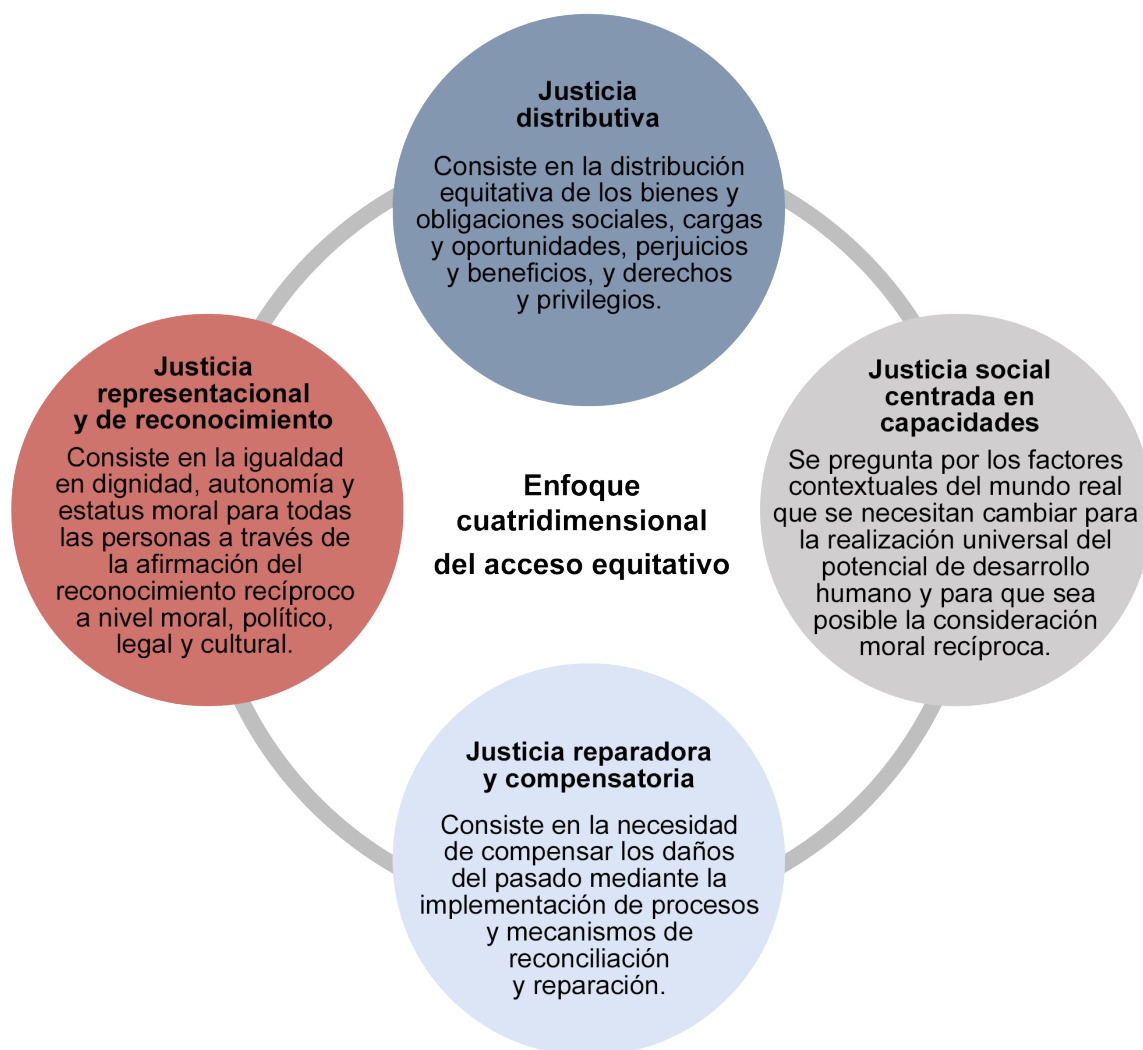 Justicia
distributiva
Consiste en la distribución
equitativa de los bienes y
obligaciones sociales, cargas
y oportunidades, perjuicios
y beneficios, y derechos
y privilegios.
Justicia
representacional
y de reconocimiento
Consiste en la igualdad
en dignidad, autonomía y
estatus moral para todas
las personas a través de
la afirmación del
reconocimiento recíproco
a nivel moral, político,
legal y cultural.
Enfoque
cuatridimensional
del acceso equitativo
Justicia social
centrada en
capacidades
Se pregunta por los factores
contextuales del mundo real
que se necesitan cambiar para
la realización universal del
potencial de desarrollo
humano y para que sea
posible la consideración
moral recíproca.
Justicia reparadora
y compensatoria
Consiste en la necesidad
de compensar los daños
del pasado mediante la
implementación de procesos
y mecanismos de
reconciliación
y reparación.